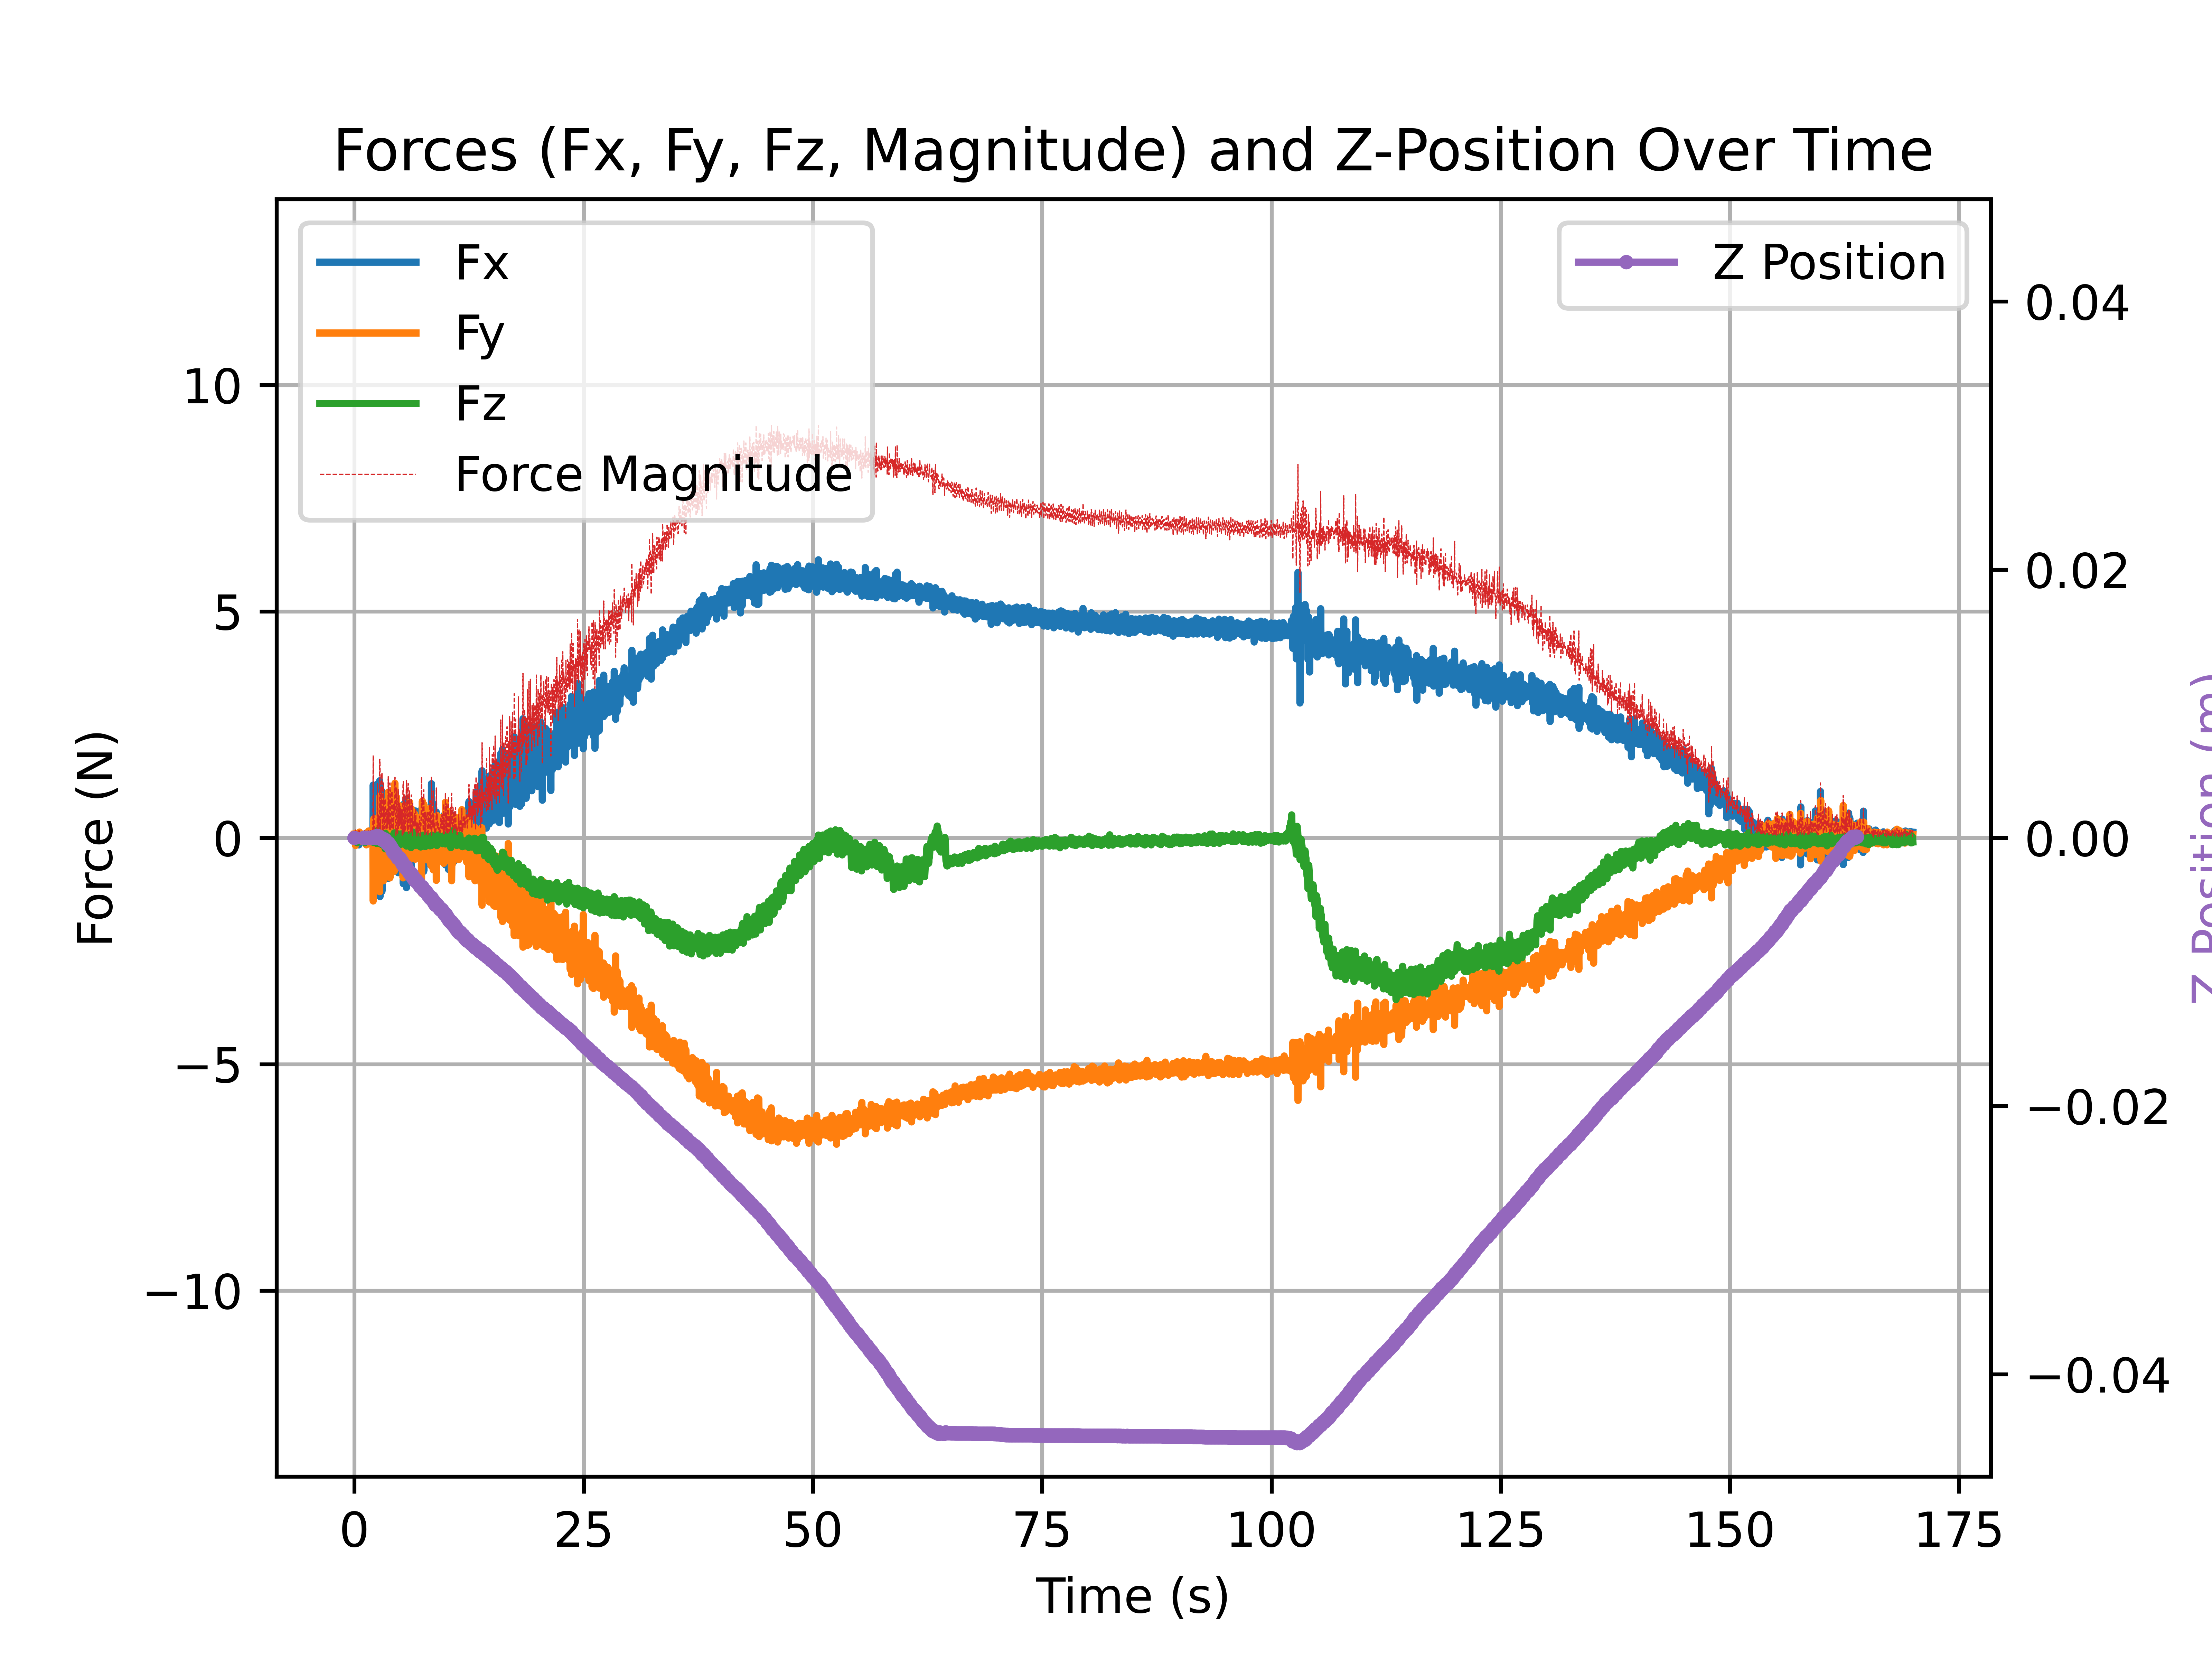 Forces (Fx, Fy, Fz, Magnitude) and Z-Position Over Time
Fx
Fy
Fz
Force Magnitude
Z Position
10
5
0
−5
−10
Force (N)
0.04
0.02
0.00
−0.02
−0.04
Z Position (m)
0 25 50 75 100 125 150 175
Time (s)